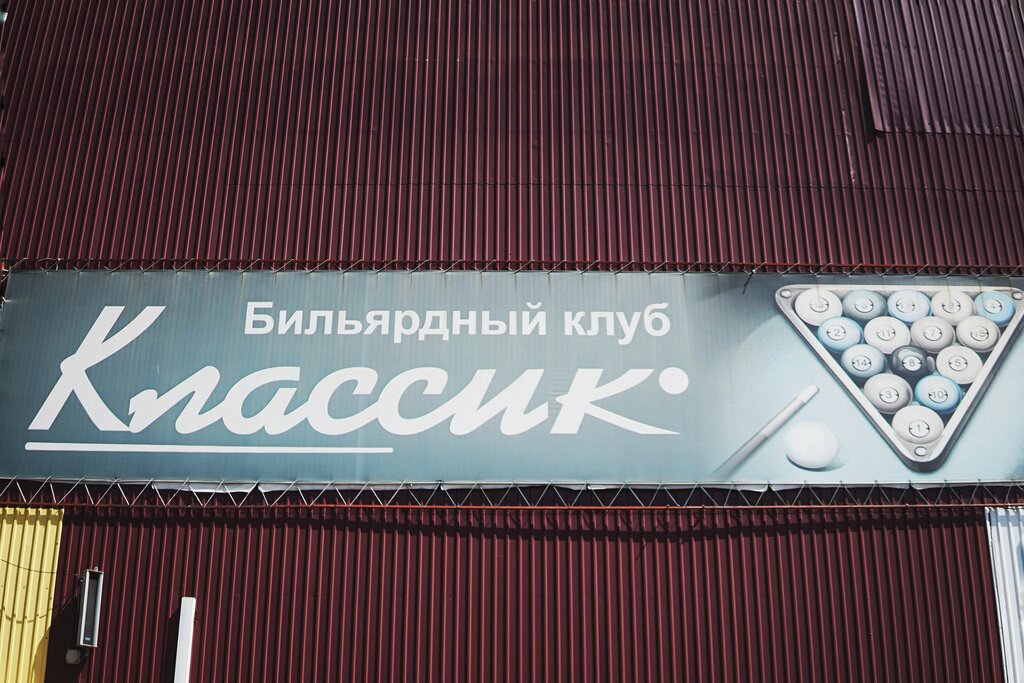 Бильярдный клуб
Классик